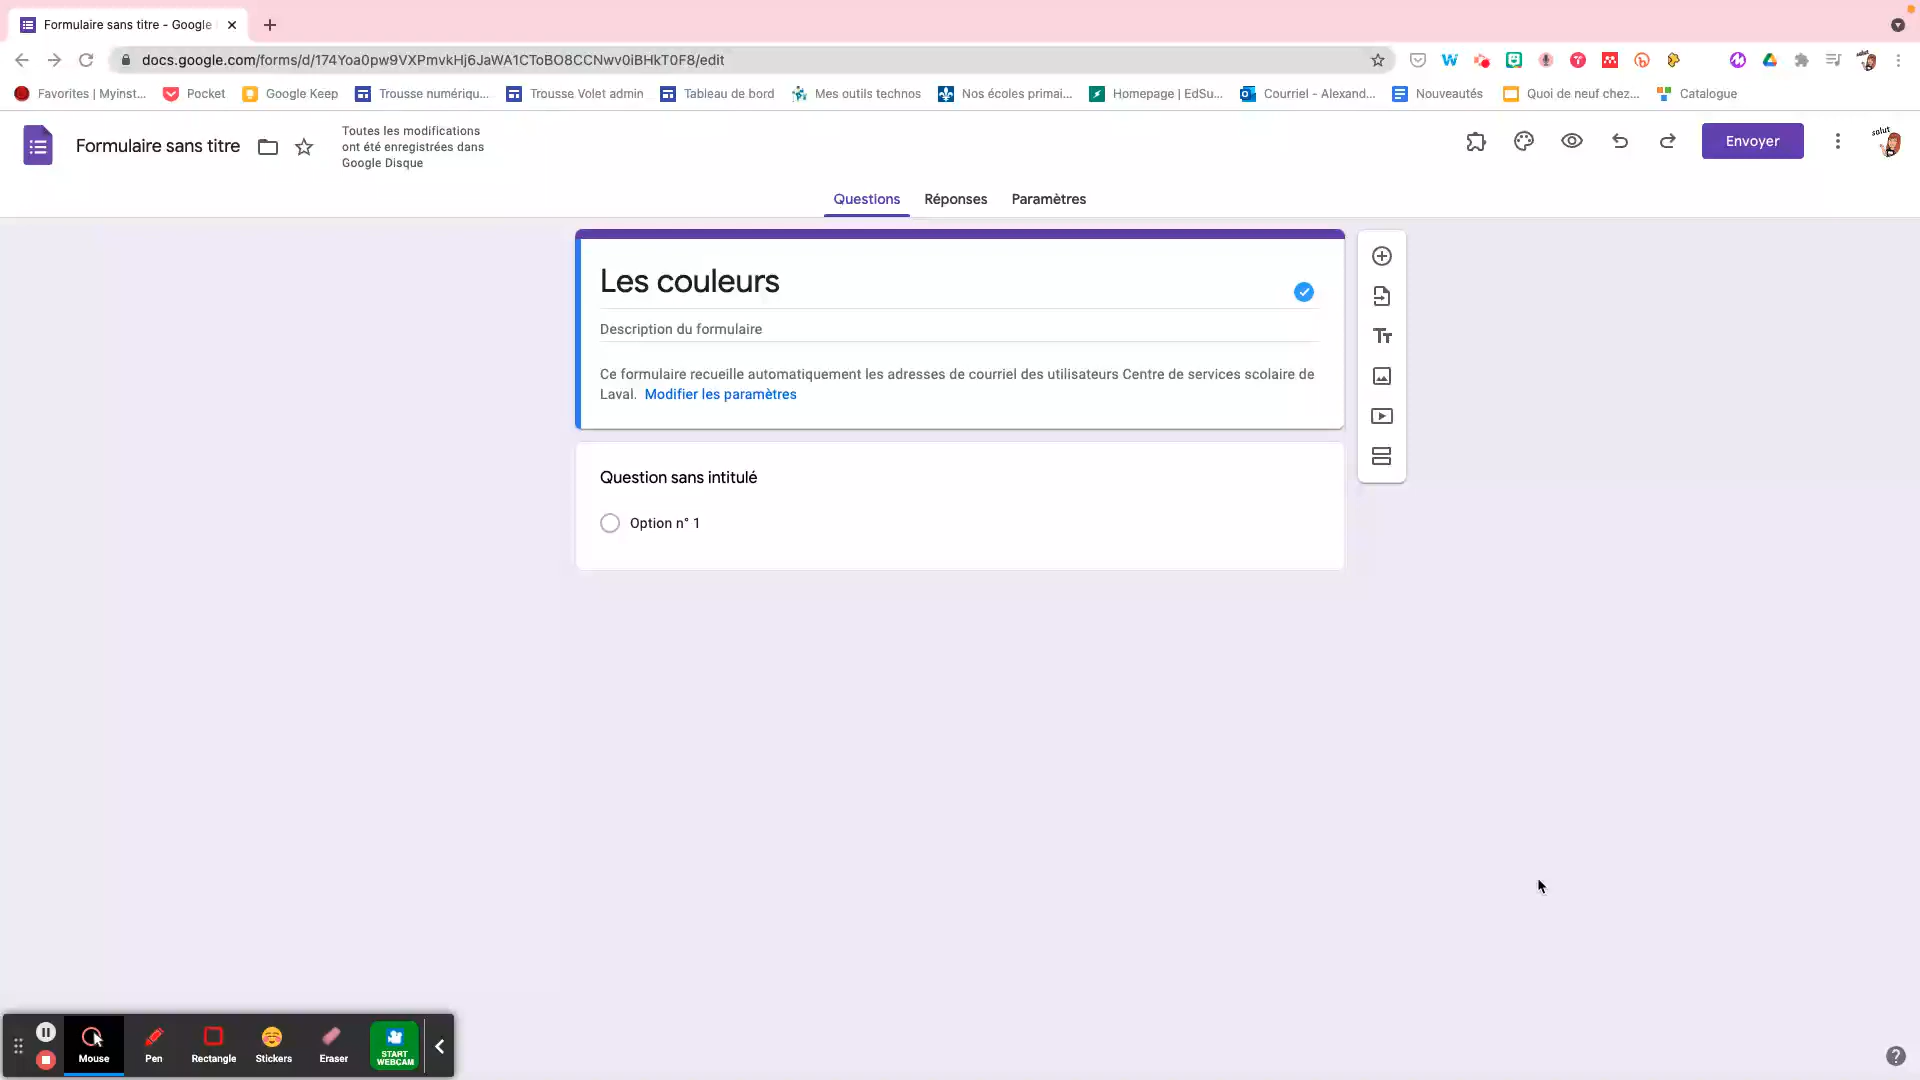 Formulaire sans titre - Google
docs.google.com/forms/d/174Yoa0pw9VXPmvkHj6JaWA1CToBO8CCNwv0iBHkT0F8/edit
Favorites | Myinst... Pocket Google Keep Trousse numériqu... Trousse Volet admin Tableau de bord Mes outils technos Nos écoles primai... Homepage | EdSu... Courriel - Alexand... Nouveautés Quoi de neuf chez... Catalogue
Formulaire sans titre
Toutes les modifications
ont été enregistrées dans
Google Disque
Envoyer
salut
Questions Réponses Paramètres
Les couleurs
Description du formulaire
Ce formulaire recueille automatiquement les adresses de courriel des utilisateurs Centre de services scolaire de
Laval. Modifier les paramètres
Question sans intitulé
Option n° 1
Mouse Pen Rectangle Stickers Eraser
START
WEBCAM